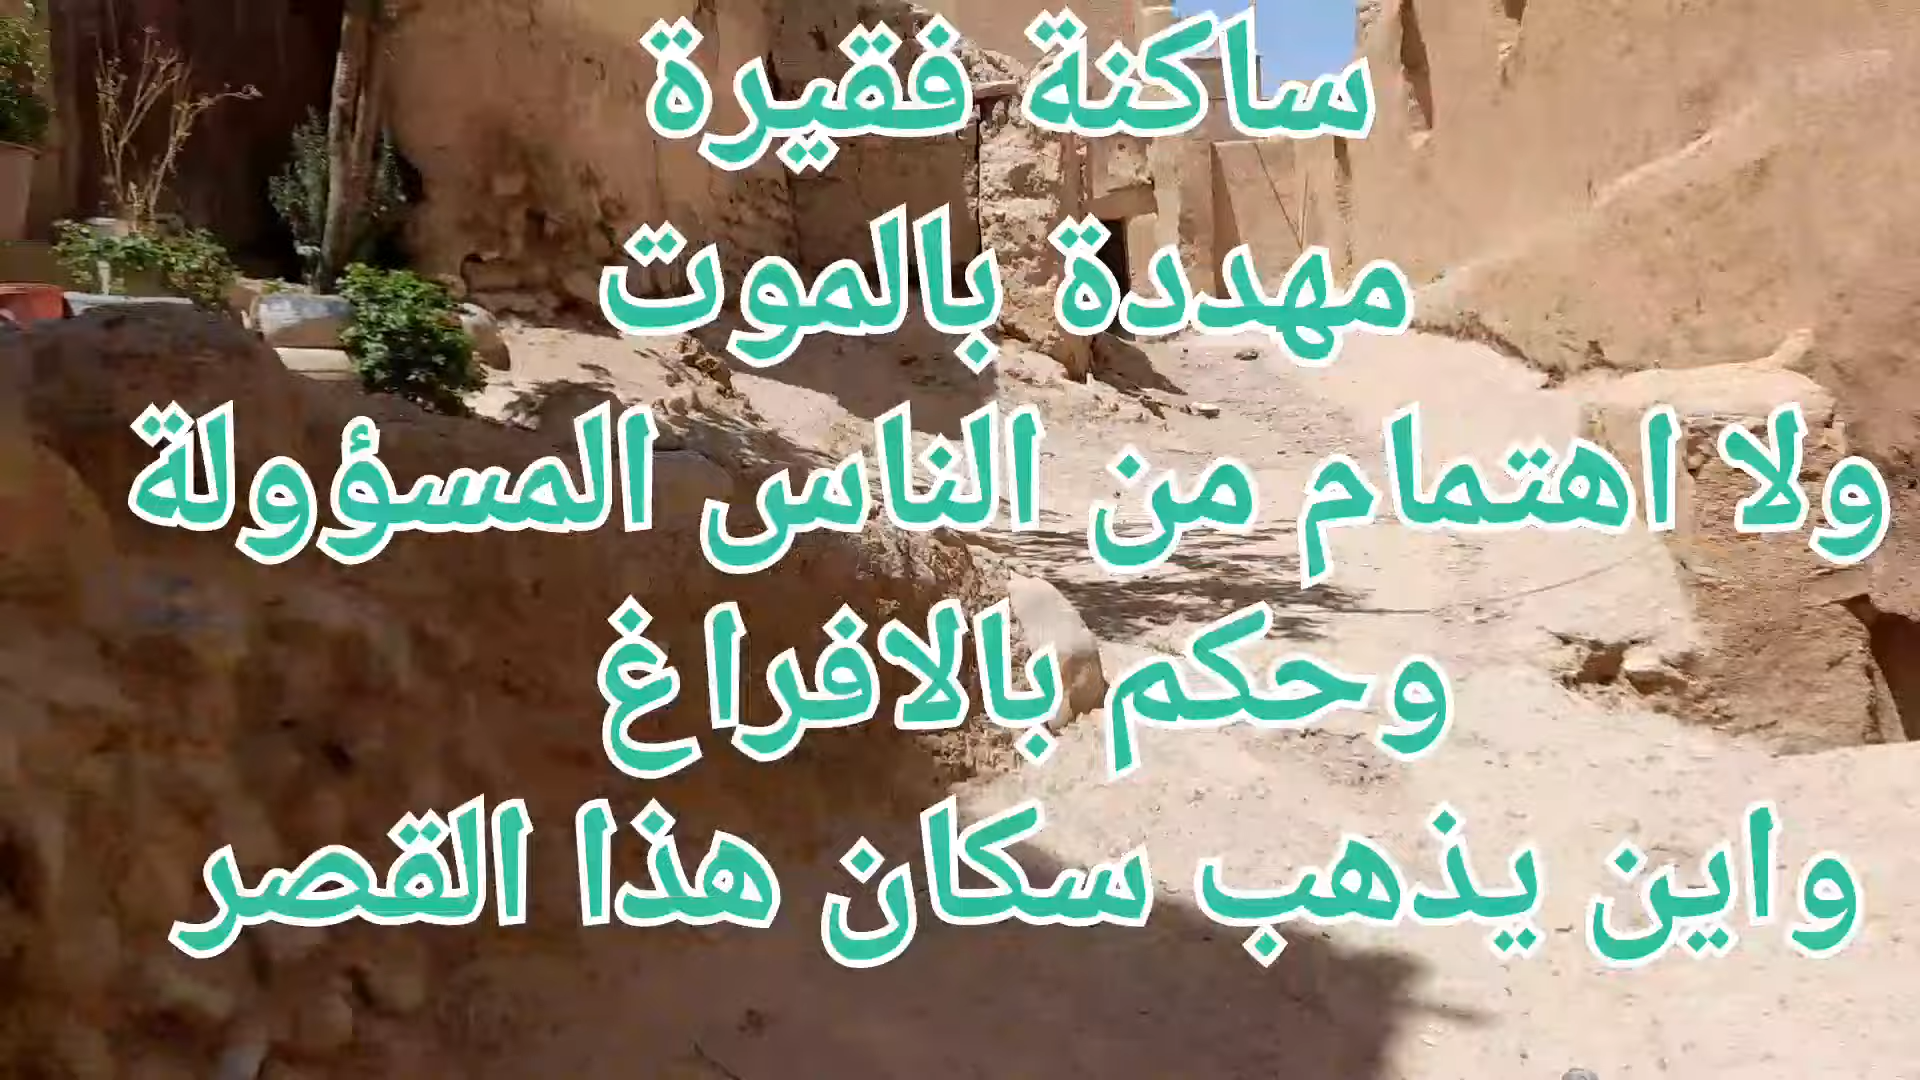 ساكنة فقيرة
مهددة بالموت
ولا اهتمام من الناس المسؤولة
وحكم بالافراغ
واين يذهب سكان هذا القصر